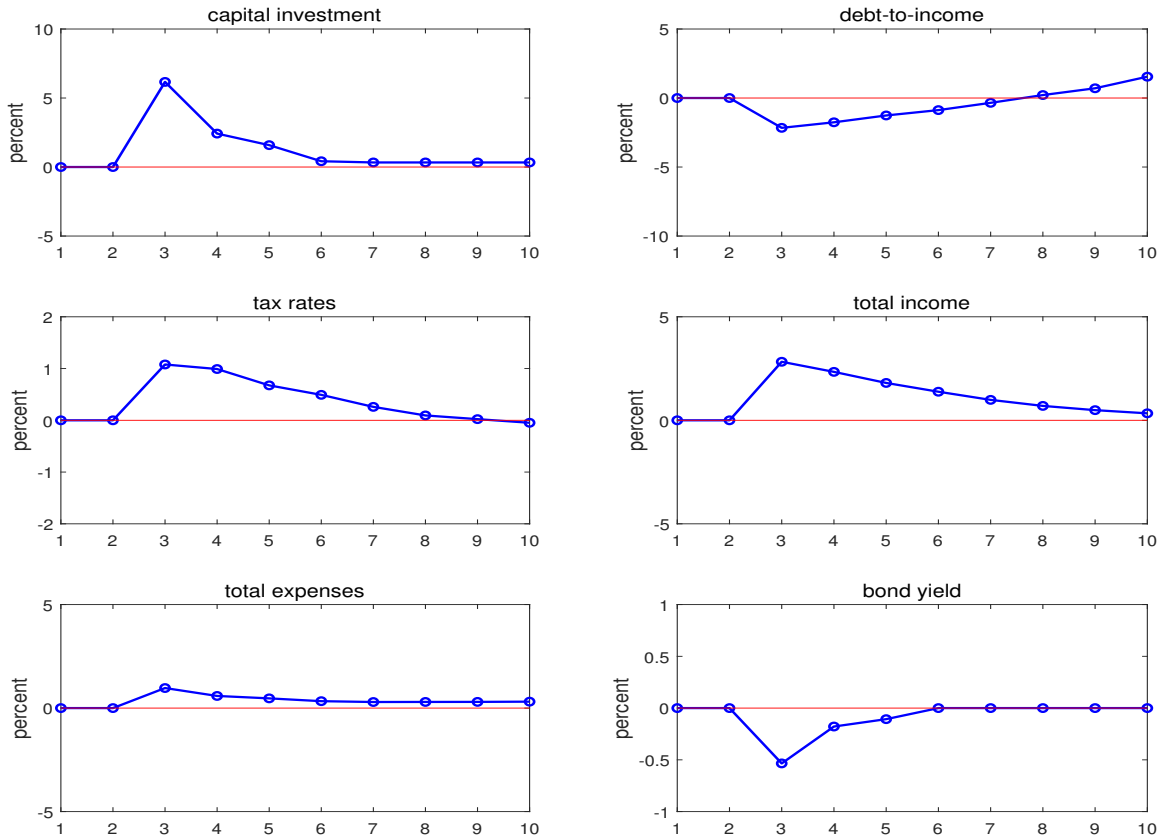 capital investment
percent
10
5
0
-5
1 2 3 4 5 6 7 8 9 10
debt-to-income
percent
5
0
-5
-10
1 2 3 4 5 6 7 8 9 10
tax rates
percent
2
1
0
-1
-2
1 2 3 4 5 6 7 8 9 10
total income
percent
5
0
-5
1 2 3 4 5 6 7 8 9 10
total expenses
percent
5
0
-5
1 2 3 4 5 6 7 8 9 10
bond yield
percent
1
0.5
0
-0.5
-1
1 2 3 4 5 6 7 8 9 10